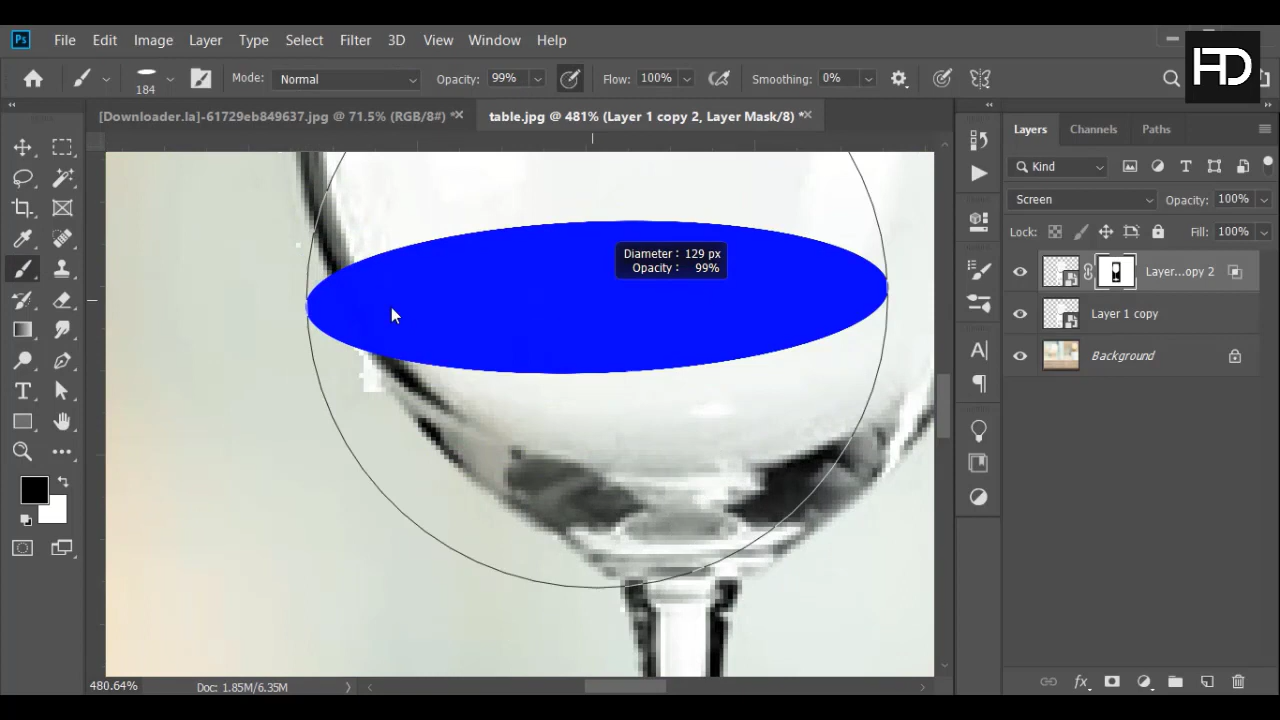 Ps File Edit Image Layer Type Select Filter 3D View Window Help
HD
184 Mode: Normal Opacity: 99% Flow: 100% Smoothing: 0%
[Downloader.la]-61729eb849637.jpg @ 71.5% (RGB/8#) * table.jpg @ 481% (Layer 1 copy 2, Layer Mask/8) *
Layers Channels Paths
Kind
Screen Opacity: 100%
Lock: Fill: 100%
Diameter: 129 px
Opacity: 99%
Layer...opy 2
Layer 1 copy
Background
480.64% Doc: 1.85M/6.35M